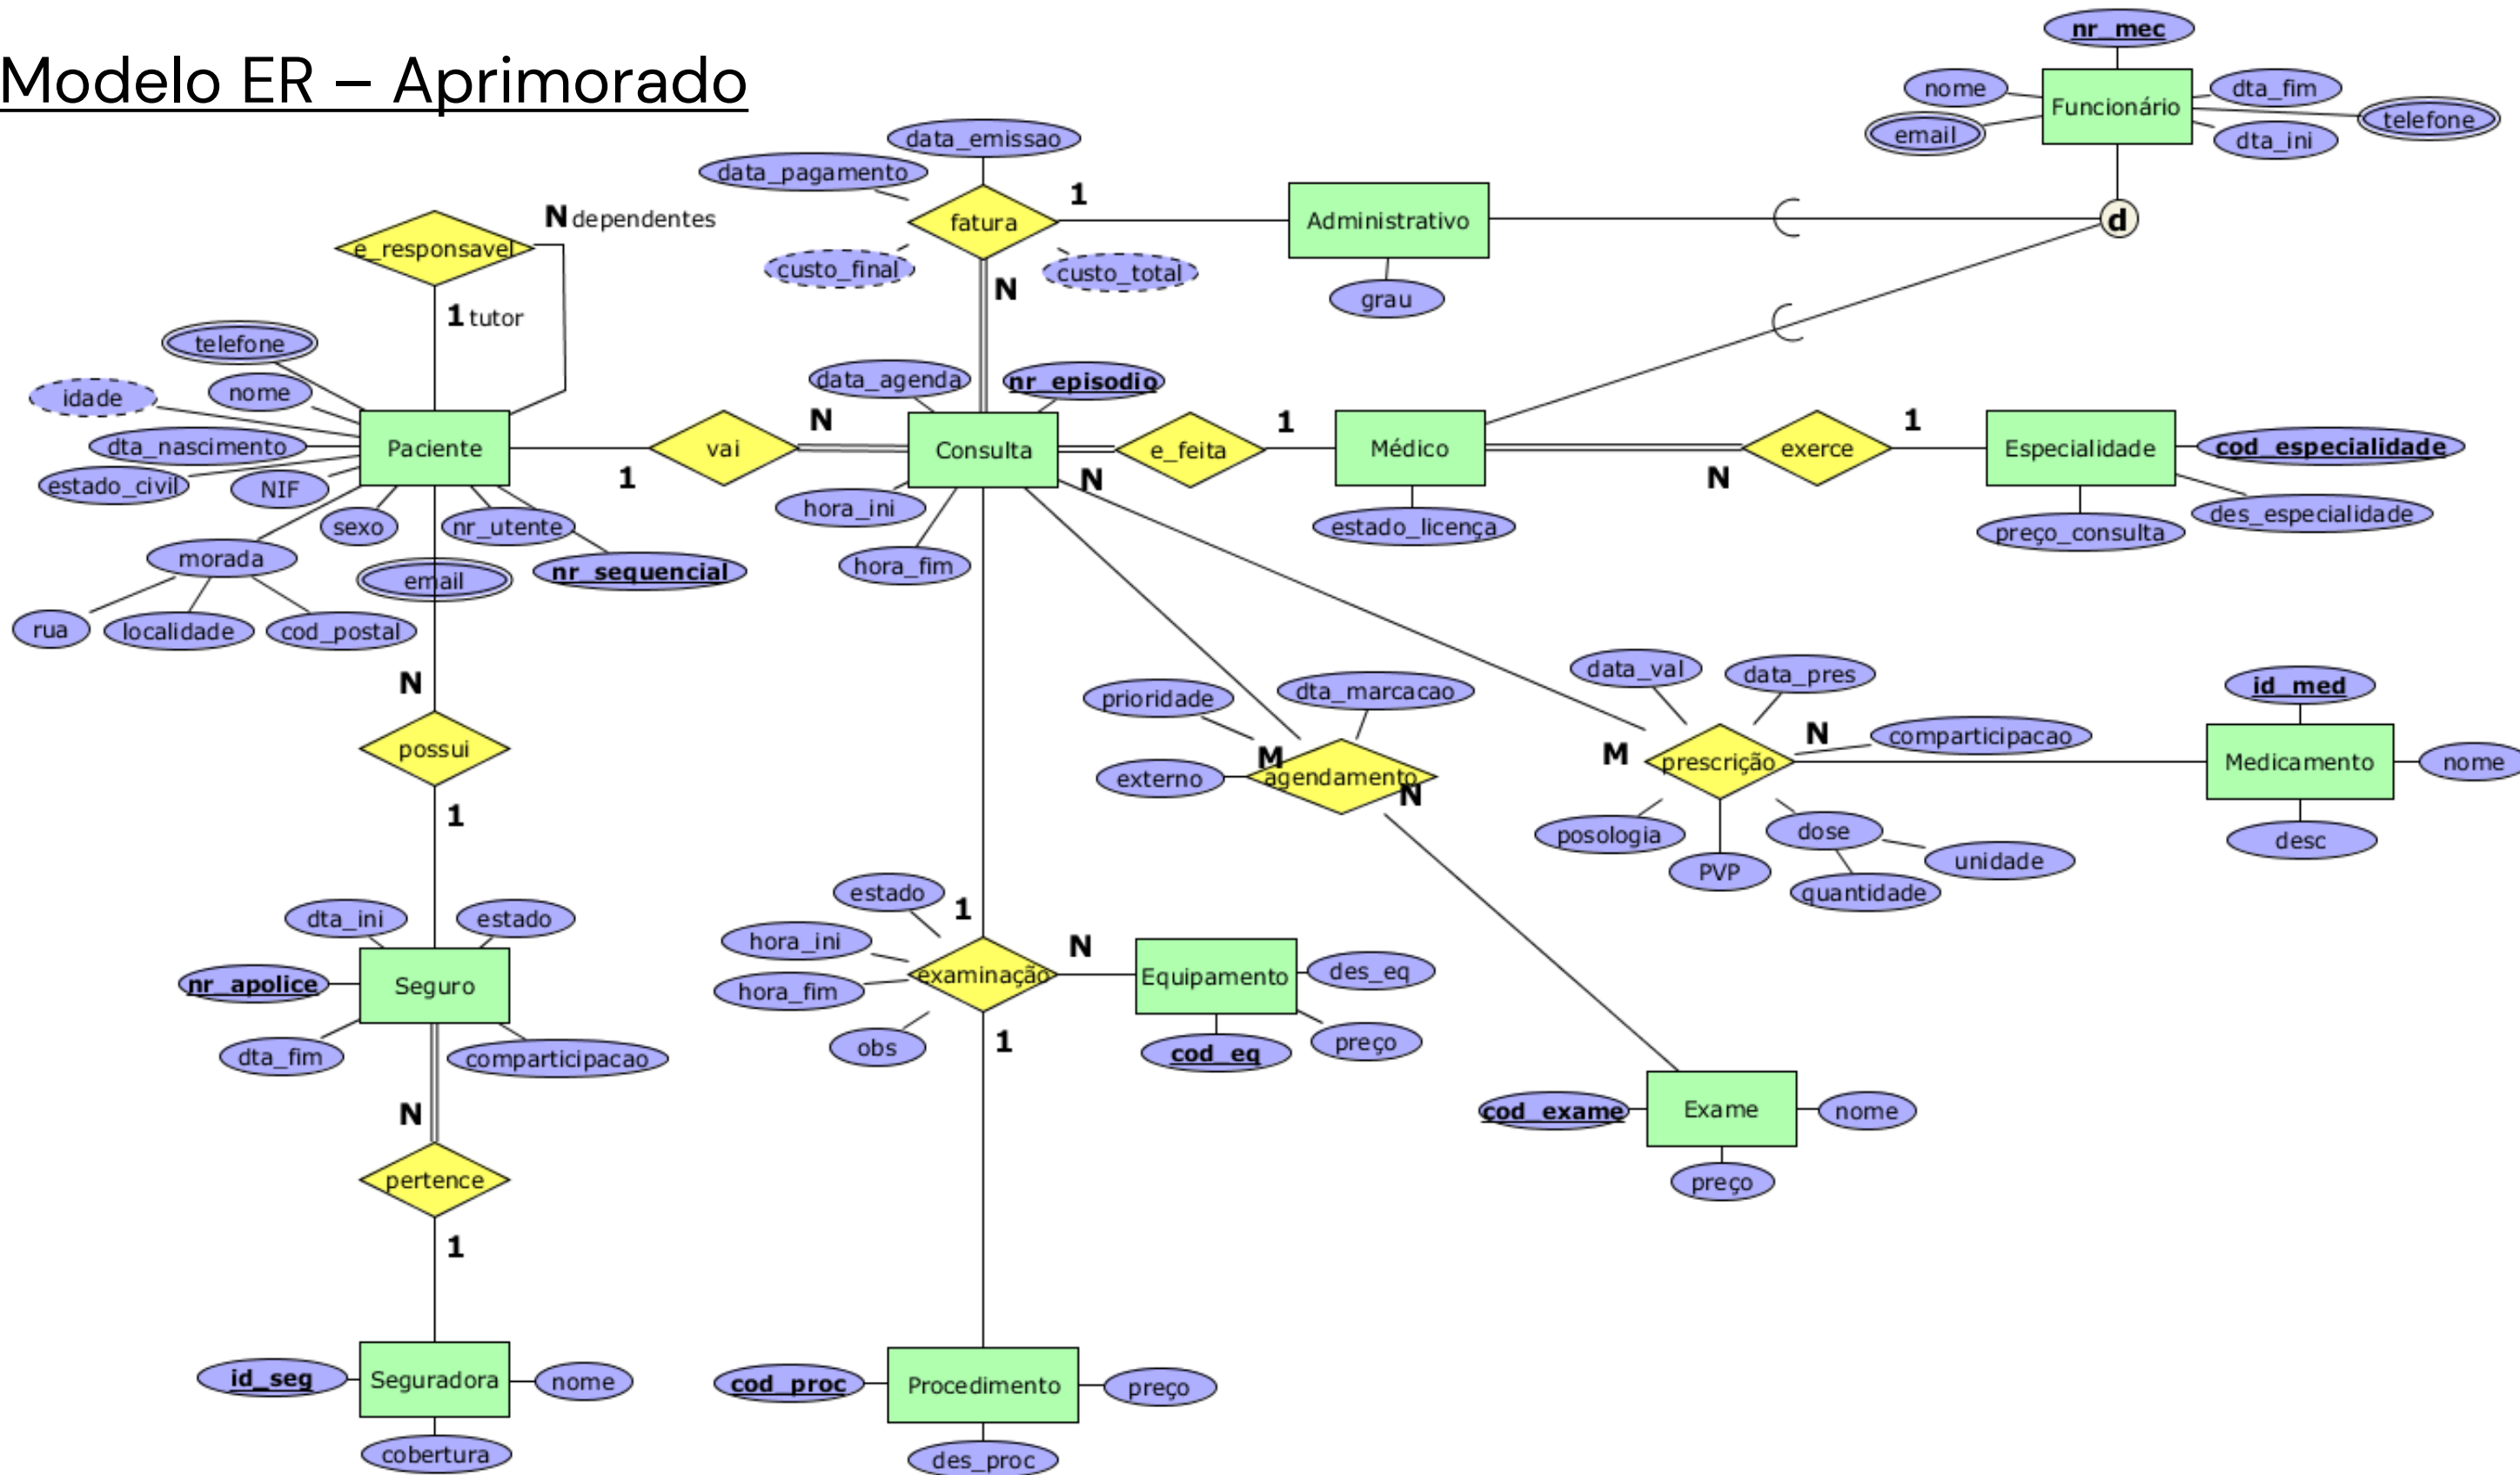 Modelo ER – Aprimorado
nr_mec
nome
Funcionário
dta_fim
telefone
email
dta_ini
data_emissao
data_pagamento
fatura
1
Administrativo
d
custo_final
custo_total
N
grau
e_responsavel
N dependentes
1 tutor
telefone
idade
nome
dta_nascimento
estado_civil
NIF
sexo
nr_utente
nr_sequencial
Paciente
morada
email
rua
localidade
cod_postal
1
vai
N
data_agenda
nr_episodio
Consulta
hora_ini
hora_fim
N
e_feita
1
Médico
estado_licença
N
exerce
1
Especialidade
cod_especialidade
des_especialidade
preço_consulta
N
possui
1
prioridade
dta_marcacao
M
externo
agendamento
N
data_val
data_pres
M
prescrição
N
comparticipacao
posologia
PVP
dose
quantidade
unidade
id_med
Medicamento
nome
desc
dta_ini
estado
nr_apolice
Seguro
dta_fim
comparticipacao
N
pertence
1
estado
1
hora_ini
hora_fim
examinação
obs
N
1
Equipamento
des_eq
cod_eq
preço
cod_exame
Exame
nome
preço
id_seg
Seguradora
nome
cobertura
cod_proc
Procedimento
preço
des_proc